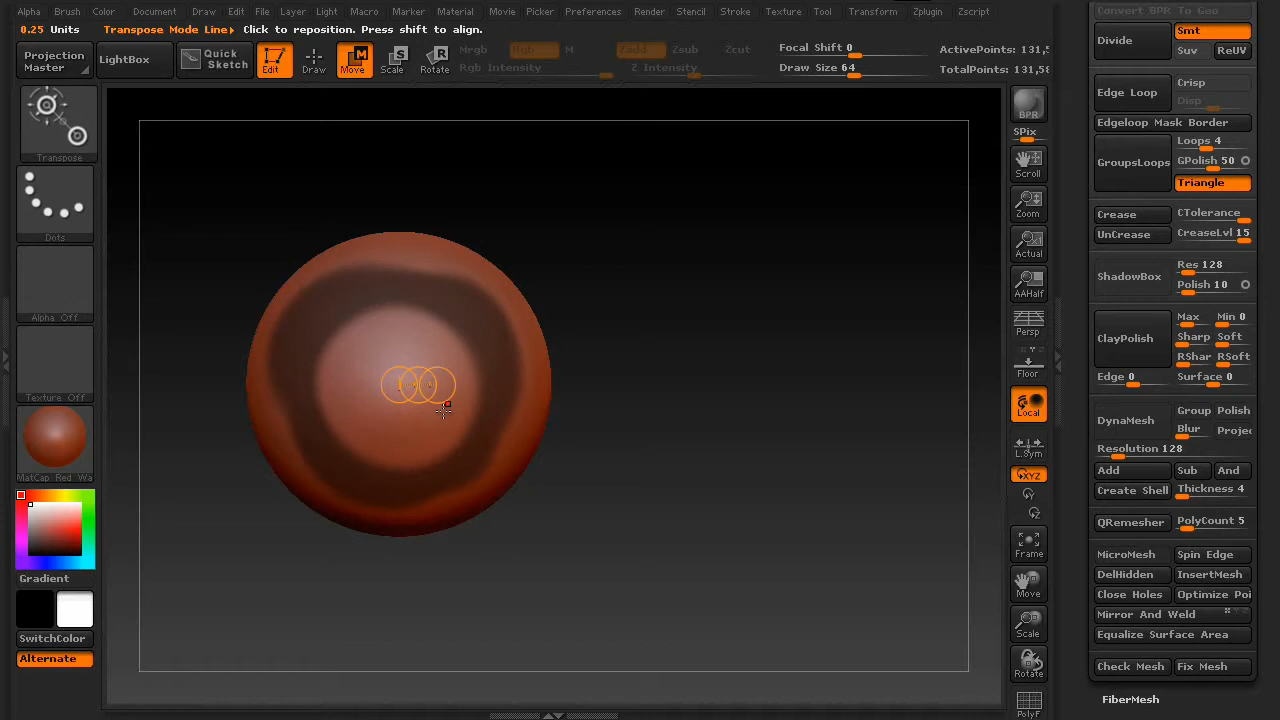 Alpha Brush Color Document Draw Edit File Layer Light Macro Marker Material Movie Picker Preferences Render Stencil Stroke Texture Tool Transform Zplugin Zscript
0.25 Units Transpose Mode Line Click to reposition. Press shift to align.
Projection Master
LightBox
Quick Sketch
Edit
Draw
Move
Scale
Rotate
Mrgb Rgb M
Rgb Intensity
Zadd Zsub Zcut
Z Intensity
Focal Shift 0
Draw Size 64
ActivePoints: 131,5
TotalPoints: 131,58
Transpose
Dots
Alpha Off
Texture Off
MatCap Red Wa
Gradient
SwitchColor
Alternate
BPR
SPix
Scroll
Zoom
Actual
AAHalf
Persp
Floor
Local
L.Sym
XYZ
Y
Z
Frame
Move
Scale
Rotate
PolyF
Convert BPR To Geo
Divide
Smt
Suv ReUV
Edge Loop
Crisp
Disp
Edgeloop Mask Border
GroupsLoops
Loops 4
GPolish 50
Triangle
Crease CTolerance
UnCrease CreaseLvl 15
ShadowBox
Res 128
Polish 10
ClayPolish
Max Min 0
Sharp Soft
RShar RSoft
Edge 0 Surface 0
DynaMesh
Group Polish
Blur Proje
Resolution 128
Add Sub And
Create Shell Thickness 4
QRemesher PolyCount 5
MicroMesh Spin Edge
DelHidden InsertMesh
Close Holes Optimize Poi
Mirror And Weld
Equalize Surface Area
Check Mesh Fix Mesh
FiberMesh